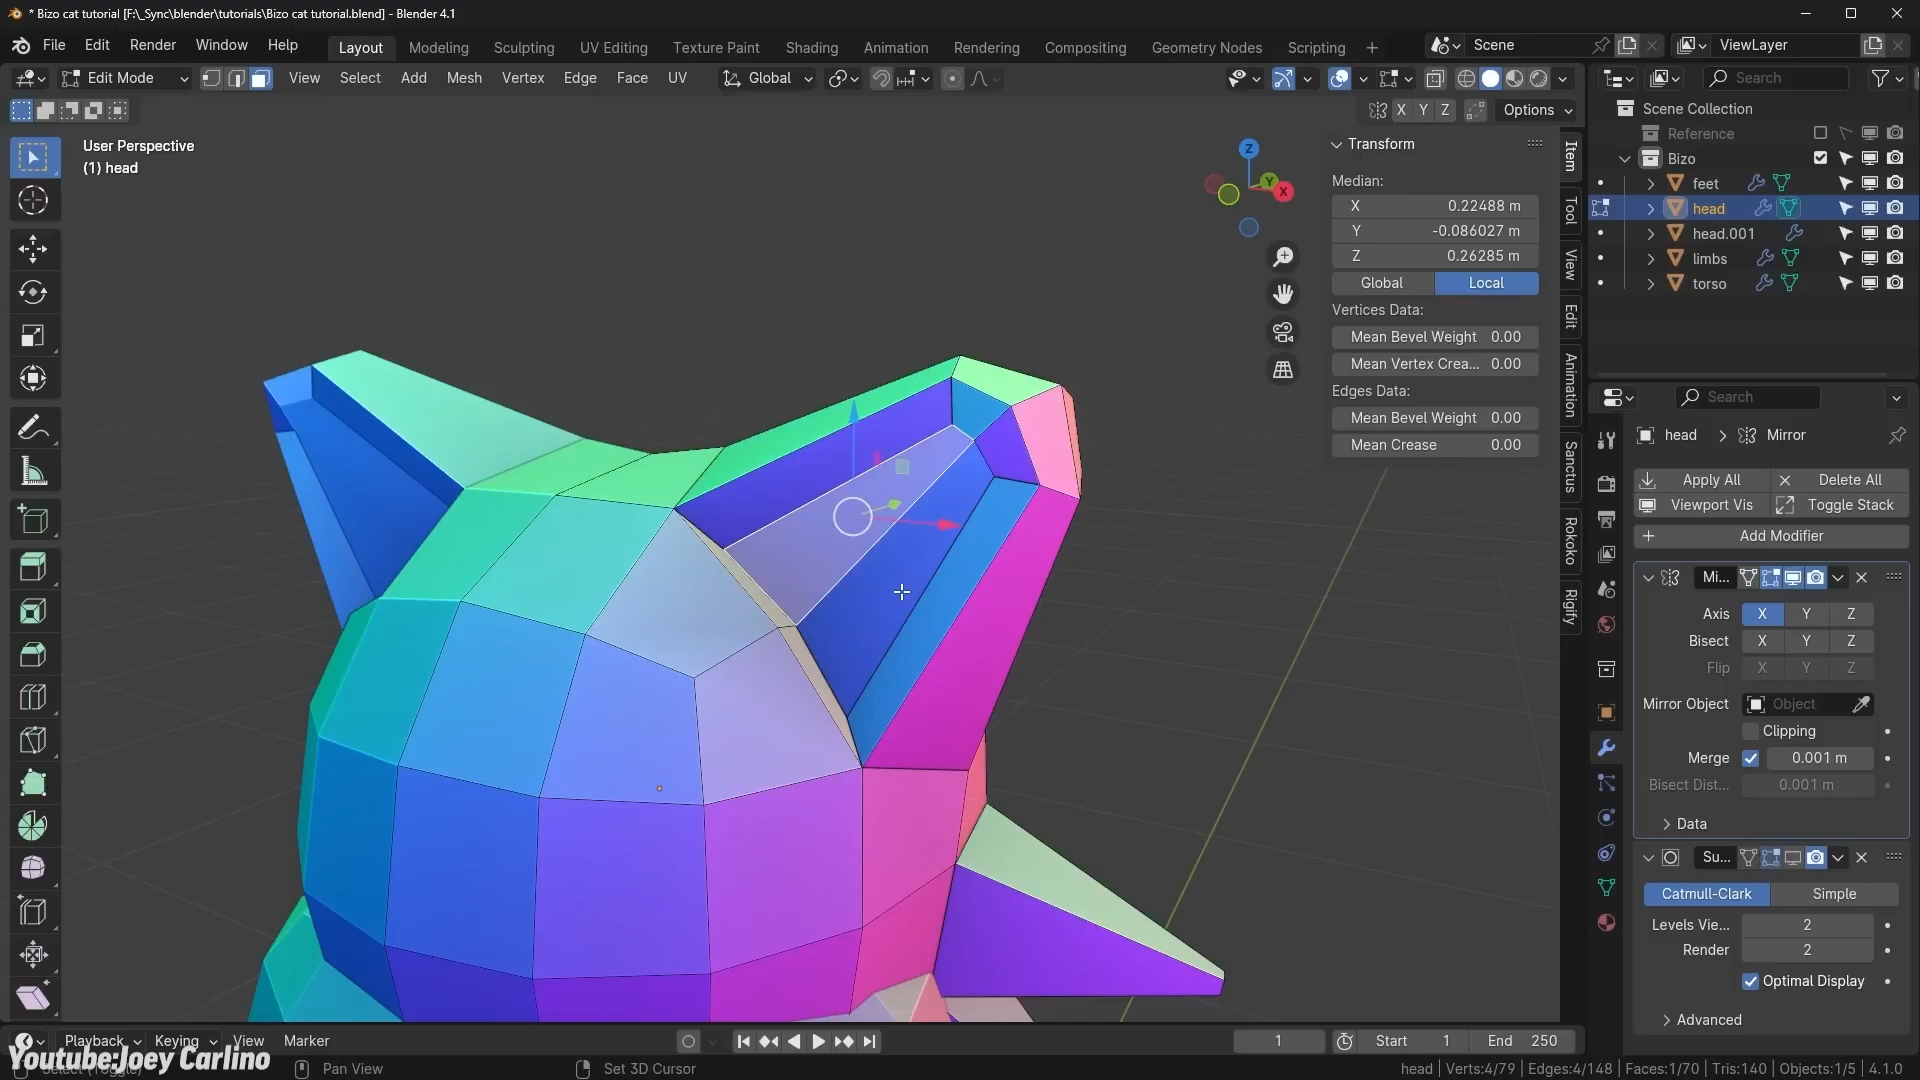 * Bizo cat tutorial [F:\_Sync\blender\tutorials\Bizo cat tutorial.blend] - Blender 4.1
File Edit Render Window Help Layout Modeling Sculpting UV Editing Texture Paint Shading Animation Rendering Compositing Geometry Nodes Scripting + Scene ViewLayer
Edit Mode View Select Add Mesh Vertex Edge Face UV Global Search
X Y Z Options
User Perspective
(1) head
Z
Y
X
Transform
Median:
X 0.22488 m
Y -0.086027 m
Z 0.26285 m
Global Local
Vertices Data:
Mean Bevel Weight 0.00
Mean Vertex Crea... 0.00
Edges Data:
Mean Bevel Weight 0.00
Mean Crease 0.00
Item
Tool
View
Edit
Animation
Sanctus
Rokoko
Rigify
Scene Collection
Reference
Bizo
feet
head
head.001
limbs
torso
Search
head Mirror
Apply All Delete All
Viewport Vis Toggle Stack
Add Modifier
Mi...
Axis X Y Z
Bisect X Y Z
Flip X Y Z
Mirror Object Object
Clipping
Merge 0.001 m
Bisect Dist... 0.001 m
Data
Su...
Catmull-Clark Simple
Levels Vie... 2
Render 2
Optimal Display
Advanced
Playback Keying View Marker 1 Start 1 End 250
Youtube:Joey Carlino
Pan View Set 3D Cursor head | Verts:4/79 | Edges:4/148 | Faces:1/70 | Tris:140 | Objects:1/5 | 4.1.0